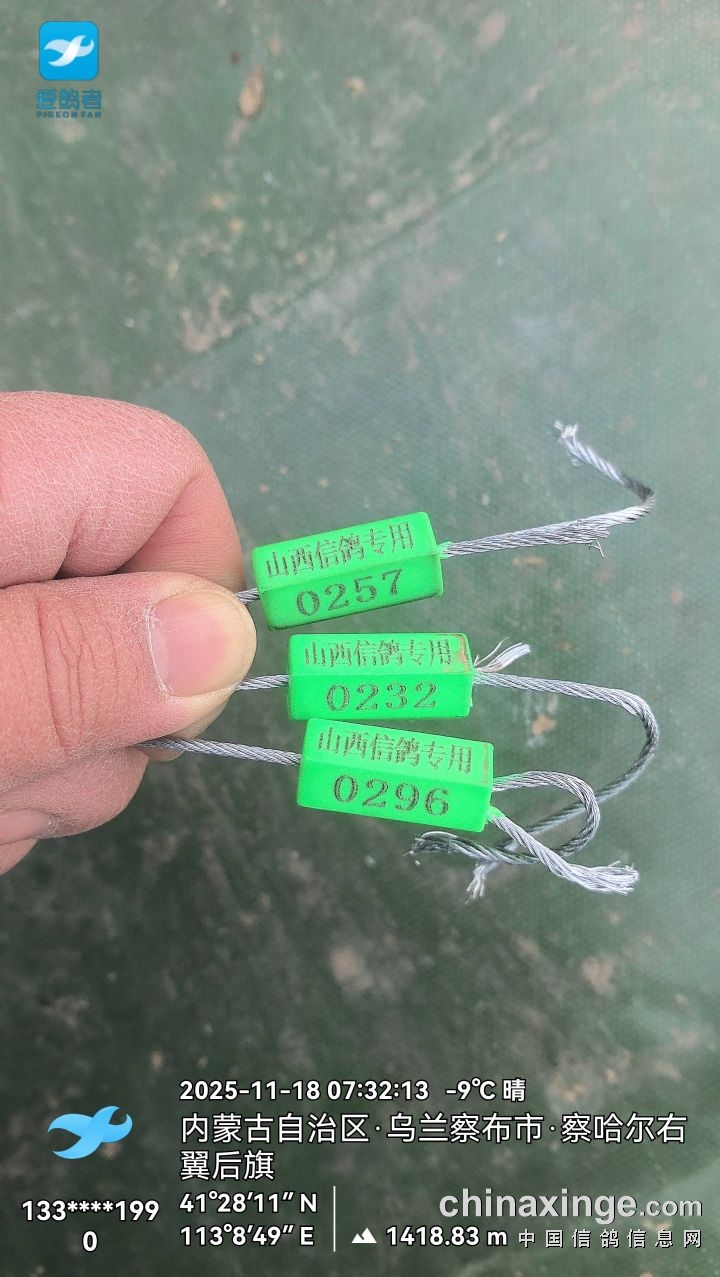 爱鸽者
PIGEON FAN
山西信鸽专用
0257
山西信鸽专用
0232
山西信鸽专用
0296
2025-11-18 07:32:13 -9℃ 晴
内蒙古自治区·乌兰察布市·察哈尔右
翼后旗
133****199
0
41°28'11" N
113°8'49" E
1418.83 m
chinaxinge.com
中国信鸽信息网